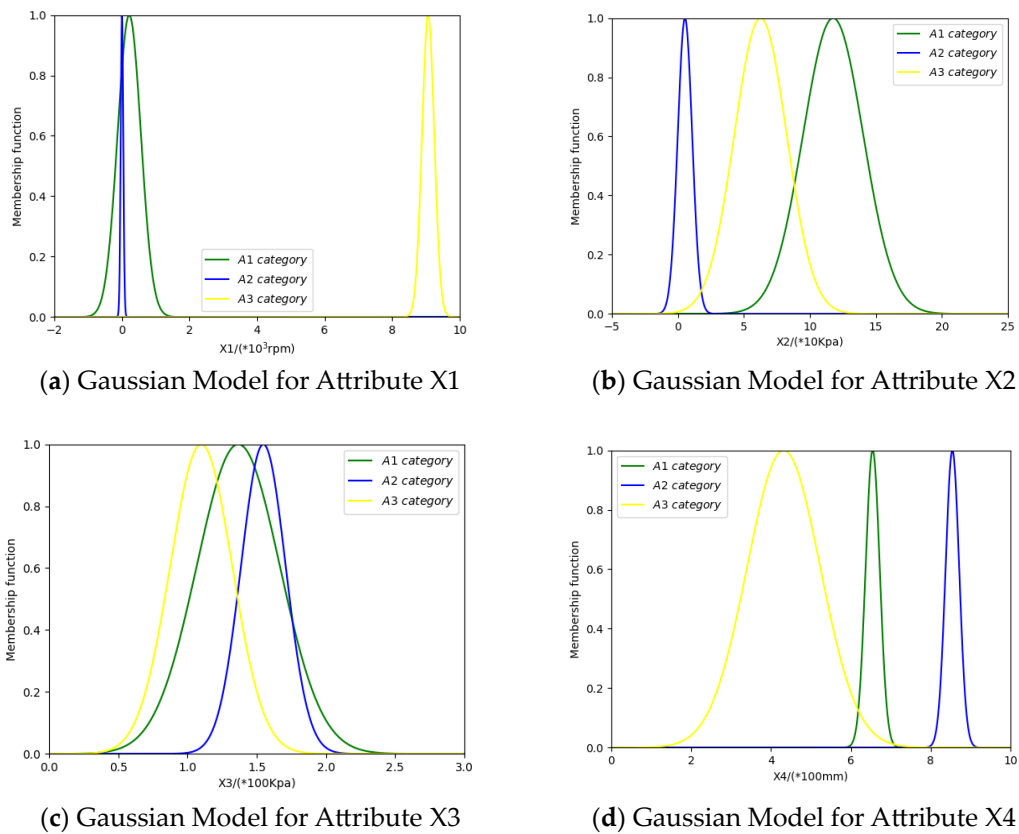 1.0
0.8
0.6
0.4
0.2
0.0
Membership function
A1 category
A2 category
A3 category
−2 0 2 4 6 8 10
X1/(*10³rpm)
(a) Gaussian Model for Attribute X1
1.0
0.8
0.6
0.4
0.2
0.0
Membership function
A1 category
A2 category
A3 category
−5 0 5 10 15 20 25
X2/(*10Kpa)
(b) Gaussian Model for Attribute X2
1.0
0.8
0.6
0.4
0.2
0.0
Membership function
A1 category
A2 category
A3 category
0.0 0.5 1.0 1.5 2.0 2.5 3.0
X3/(*100Kpa)
(c) Gaussian Model for Attribute X3
1.0
0.8
0.6
0.4
0.2
0.0
Membership function
A1 category
A2 category
A3 category
0 2 4 6 8 10
X4/(*100mm)
(d) Gaussian Model for Attribute X4